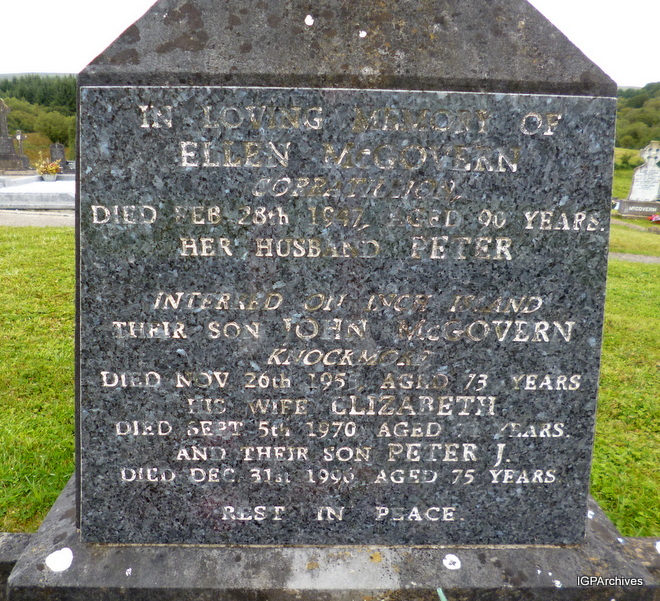 IN LOVING MEMORY OF
ELLEN McGOVERN
DIED FEB. 28th 1947, AGED 90 YEARS.
HER HUSBAND PETER
INTERRED ON INCH ISLAND
THEIR SON JOHN McGOVERN
KNOCKMORE
DIED NOV 26th AGED 73 YEARS
HIS WIFE ELIZABETH
DIED SEPT 5th 1970 AGED YEARS.
AND THEIR SON PETER J.
DIED DEC. 31st 1996 AGED 75 YEARS
REST IN PEACE.
IGPArchives